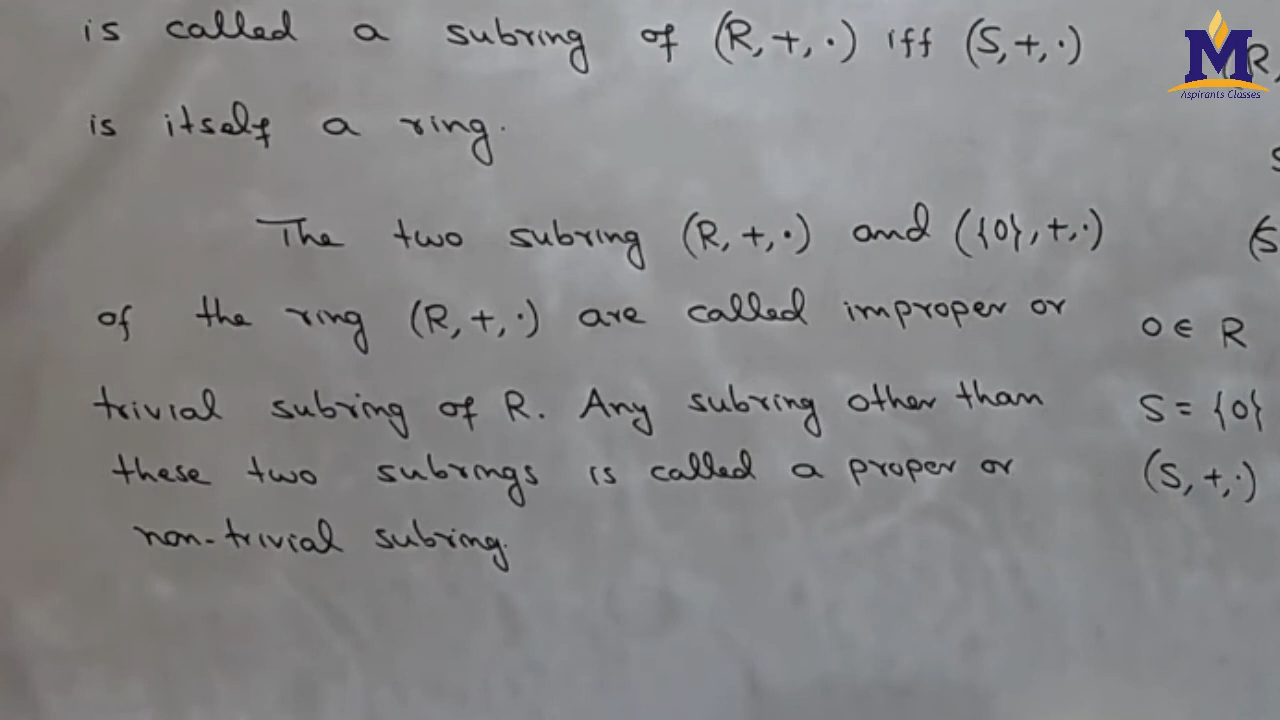 is called a subring of (R, +, ·) iff (S, +, ·)
is itself a ring.
The two subring (R, +, ·) and ({0}, +, ·)
of the ring (R, +, ·) are called improper or
trivial subring of R. Any subring other than
these two subrings is called a proper or
non-trivial subring.
0 ∈ R
S = {0}
(S, +, ·)
M
Aspirants Classes